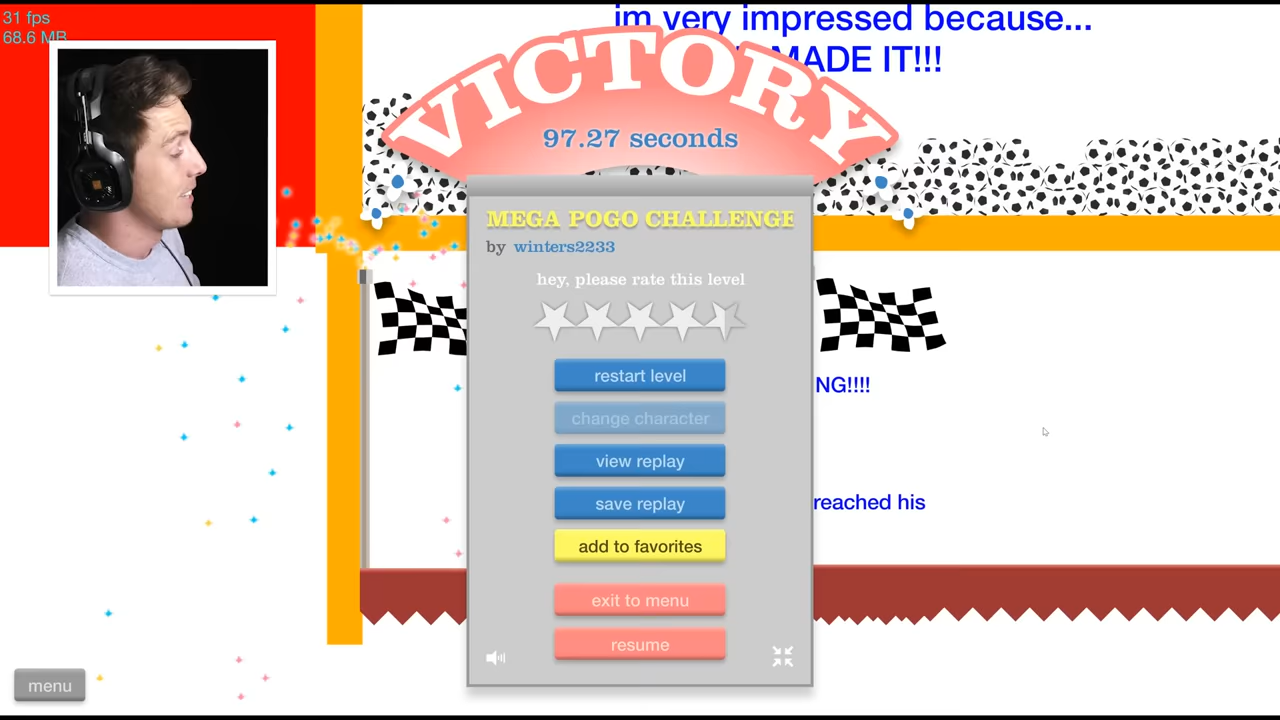 31 fps
68.6 MB
im very impressed because...
MADE IT!!!
VICTORY
97.27 seconds
MEGA POGO CHALLENGE
by winters2233
hey, please rate this level
restart level
change character
NG!!!!
view replay
save replay
reached his
add to favorites
exit to menu
resume
menu